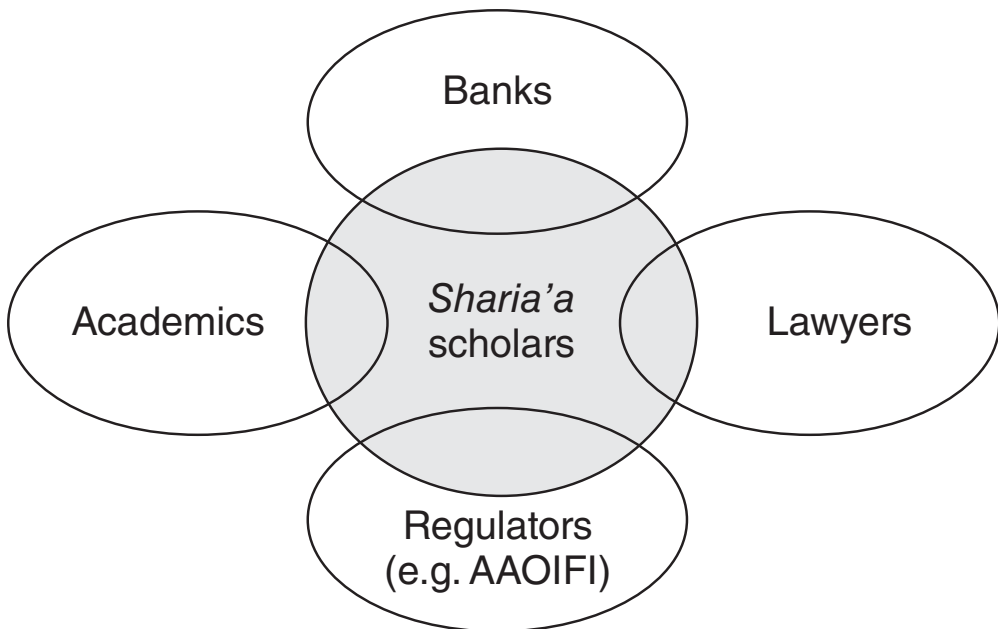 Banks
Academics
Sharia’a
scholars
Lawyers
Regulators
(e.g. AAOIFI)